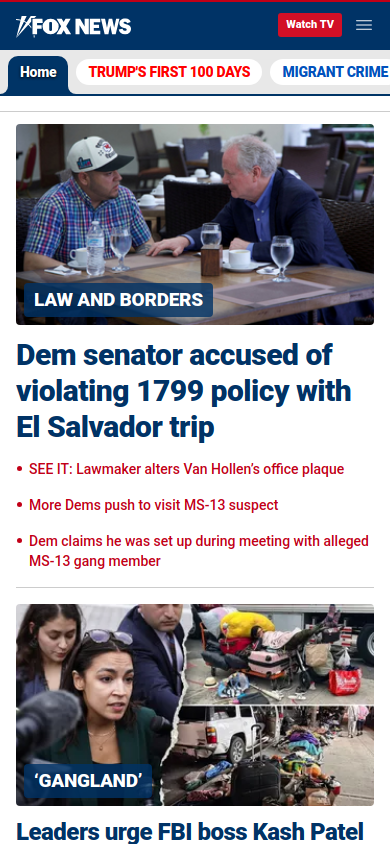 FOX NEWS
Watch TV
Home
TRUMP'S FIRST 100 DAYS
MIGRANT CRIME
LAW AND BORDERS
Dem senator accused of
violating 1799 policy with
El Salvador trip
• SEE IT: Lawmaker alters Van Hollen's office plaque
• More Dems push to visit MS-13 suspect
• Dem claims he was set up during meeting with alleged
MS-13 gang member
'GANGLAND'
Leaders urge FBI boss Kash Patel